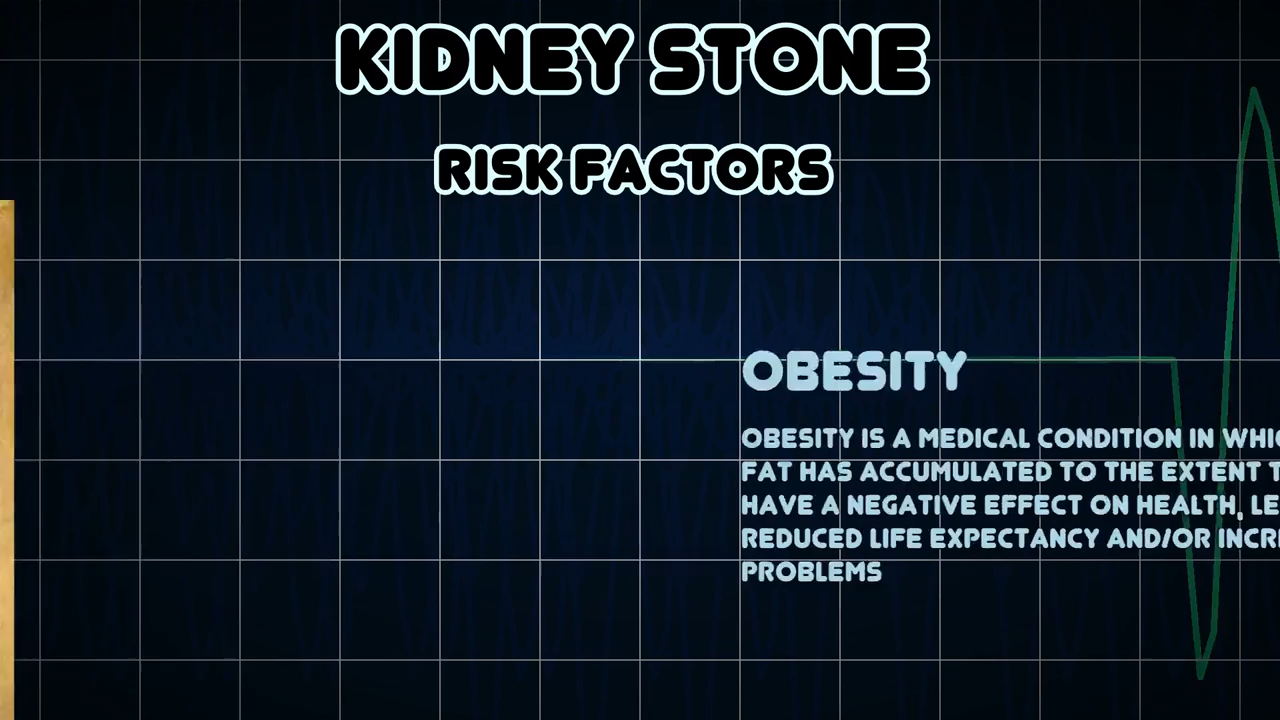 KIDNEY STONE
RISK FACTORS
OBESITY
OBESITY IS A MEDICAL CONDITION IN
FAT HAS ACCUMULATED TO THE EXTENT
HAVE A NEGATIVE EFFECT ON HEALTH,
REDUCED LIFE EXPECTANCY AND/OR
PROBLEMS